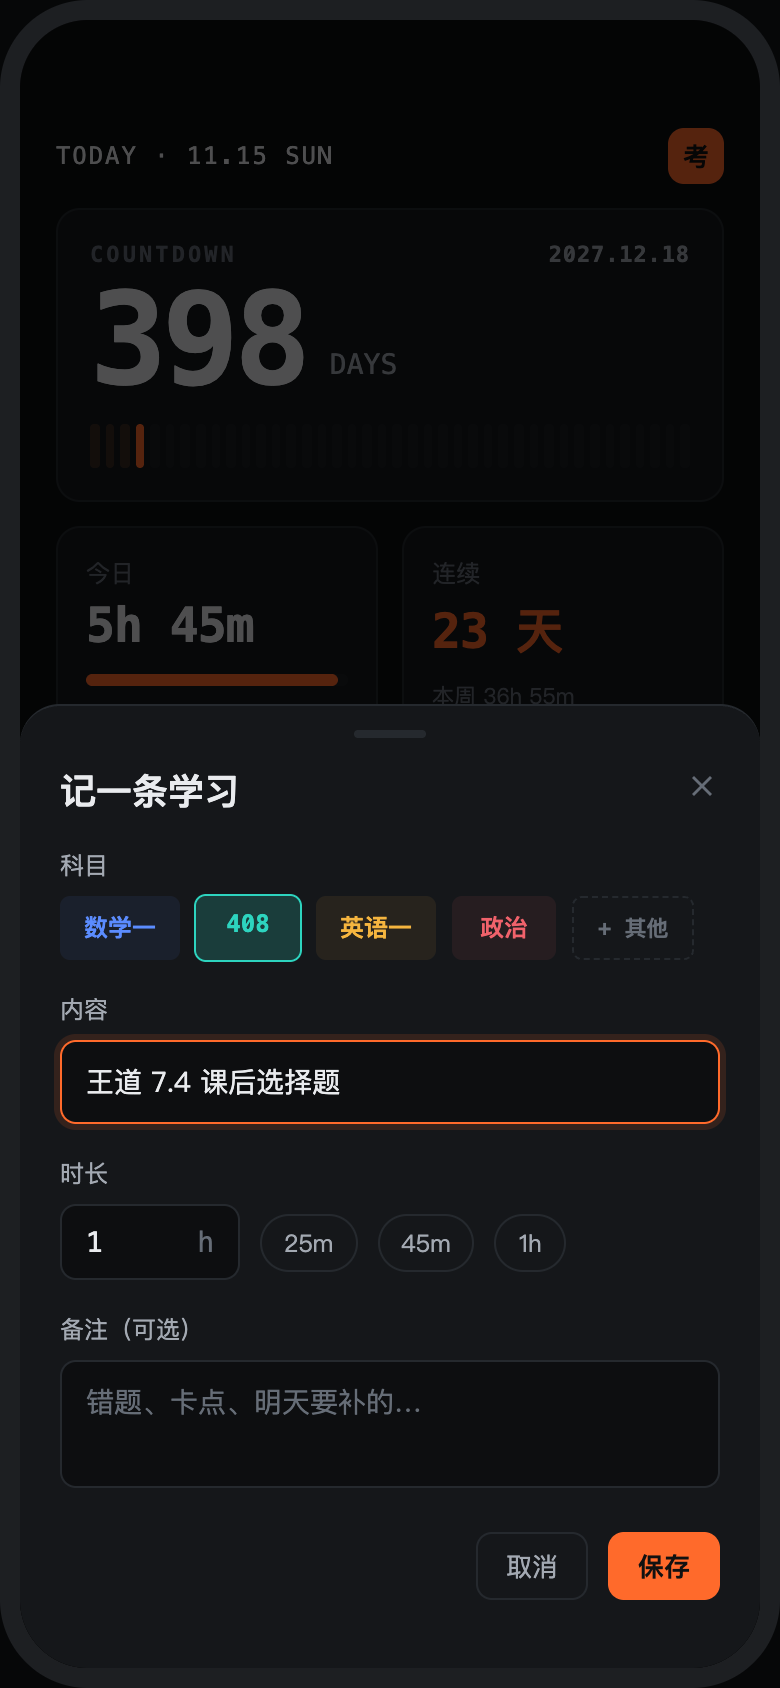 TODAY · 11.15 SUN
考
COUNTDOWN
2027.12.18
398 DAYS
今日
5h 45m
连续
23 天
本周 36h 55m
记一条学习
科目
数学一
408
英语一
政治
+ 其他
内容
王道 7.4 课后选择题
时长
1 h
25m
45m
1h
备注（可选）
错题、卡点、明天要补的...
取消
保存